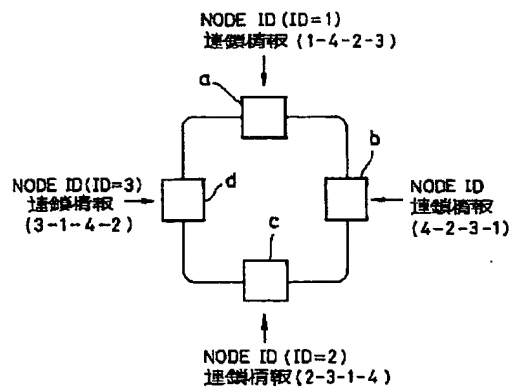 NODE ID (ID=1)
連鎖情報 (1-4-2-3)
a
b
NODE ID (ID=3)
連鎖情報
(3-1-4-2)
d
NODE ID
連鎖情報
(4-2-3-1)
c
NODE ID (ID=2)
連鎖情報 (2-3-1-4)